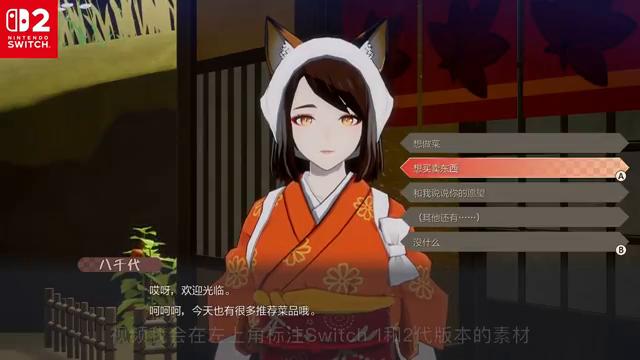 2
NINTENDO
SWITCH
想做菜
想买卖东西
A
和我说说你的愿望
（其他还有……）
没什么
B
八千代
哎呀，欢迎光临。
呵呵呵，今天也有很多推荐菜品哦。
视频我会在左上角标注Switch 1和2代版本的素材